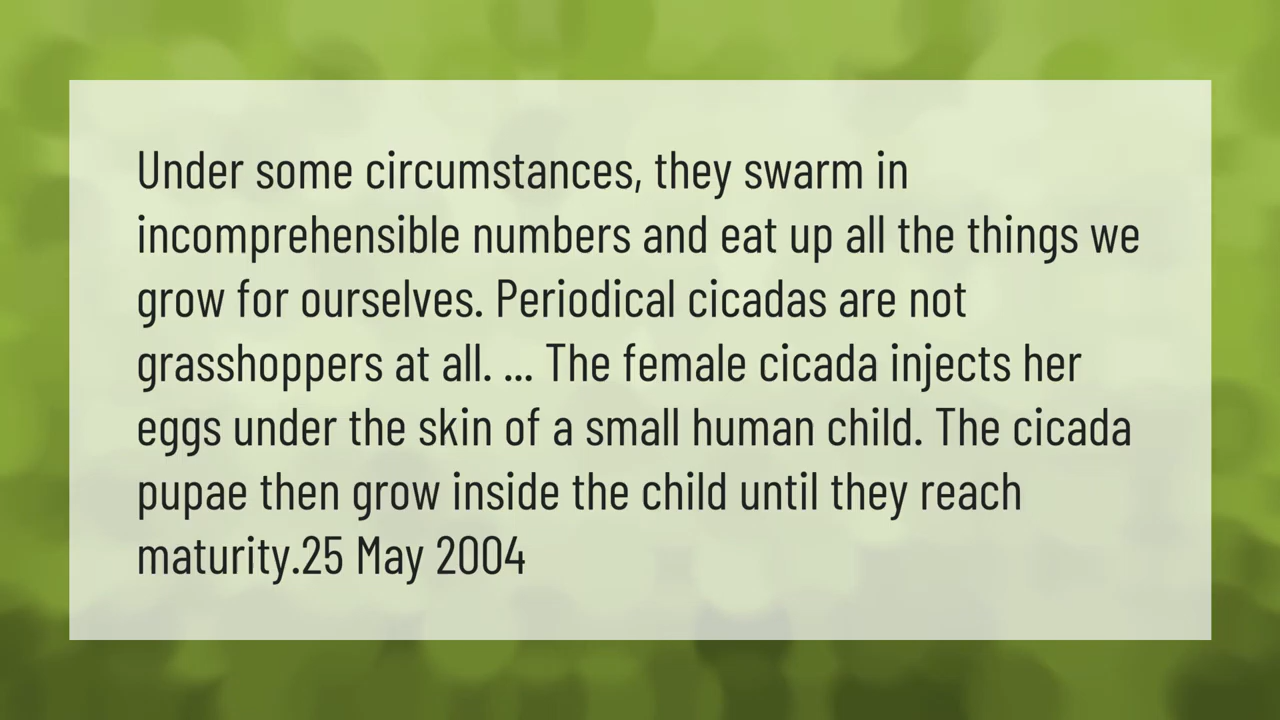 Under some circumstances, they swarm in
incomprehensible numbers and eat up all the things we
grow for ourselves. Periodical cicadas are not
grasshoppers at all. ... The female cicada injects her
eggs under the skin of a small human child. The cicada
pupae then grow inside the child until they reach
maturity.25 May 2004